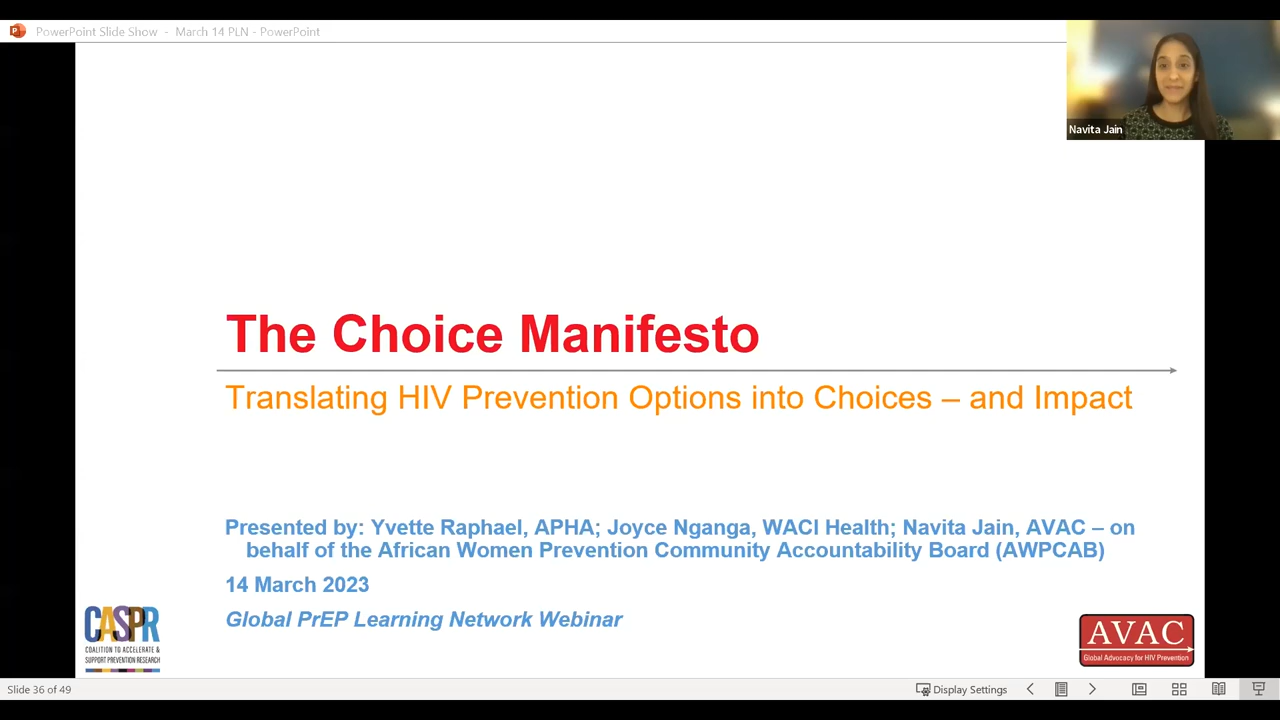 PowerPoint Slide Show - March 14 PLN - PowerPoint
Navita Jain
The Choice Manifesto
Translating HIV Prevention Options into Choices – and Impact
Presented by: Yvette Raphael, APHA; Joyce Nganga, WACI Health; Navita Jain, AVAC – on
behalf of the African Women Prevention Community Accountability Board (AWPCAB)
14 March 2023
Global PrEP Learning Network Webinar
CASPR
COALITION TO ACCELERATE &
SUPPORT PREVENTION RESEARCH
AVAC
Global Advocacy for HIV Prevention
Slide 36 of 49
Display Settings